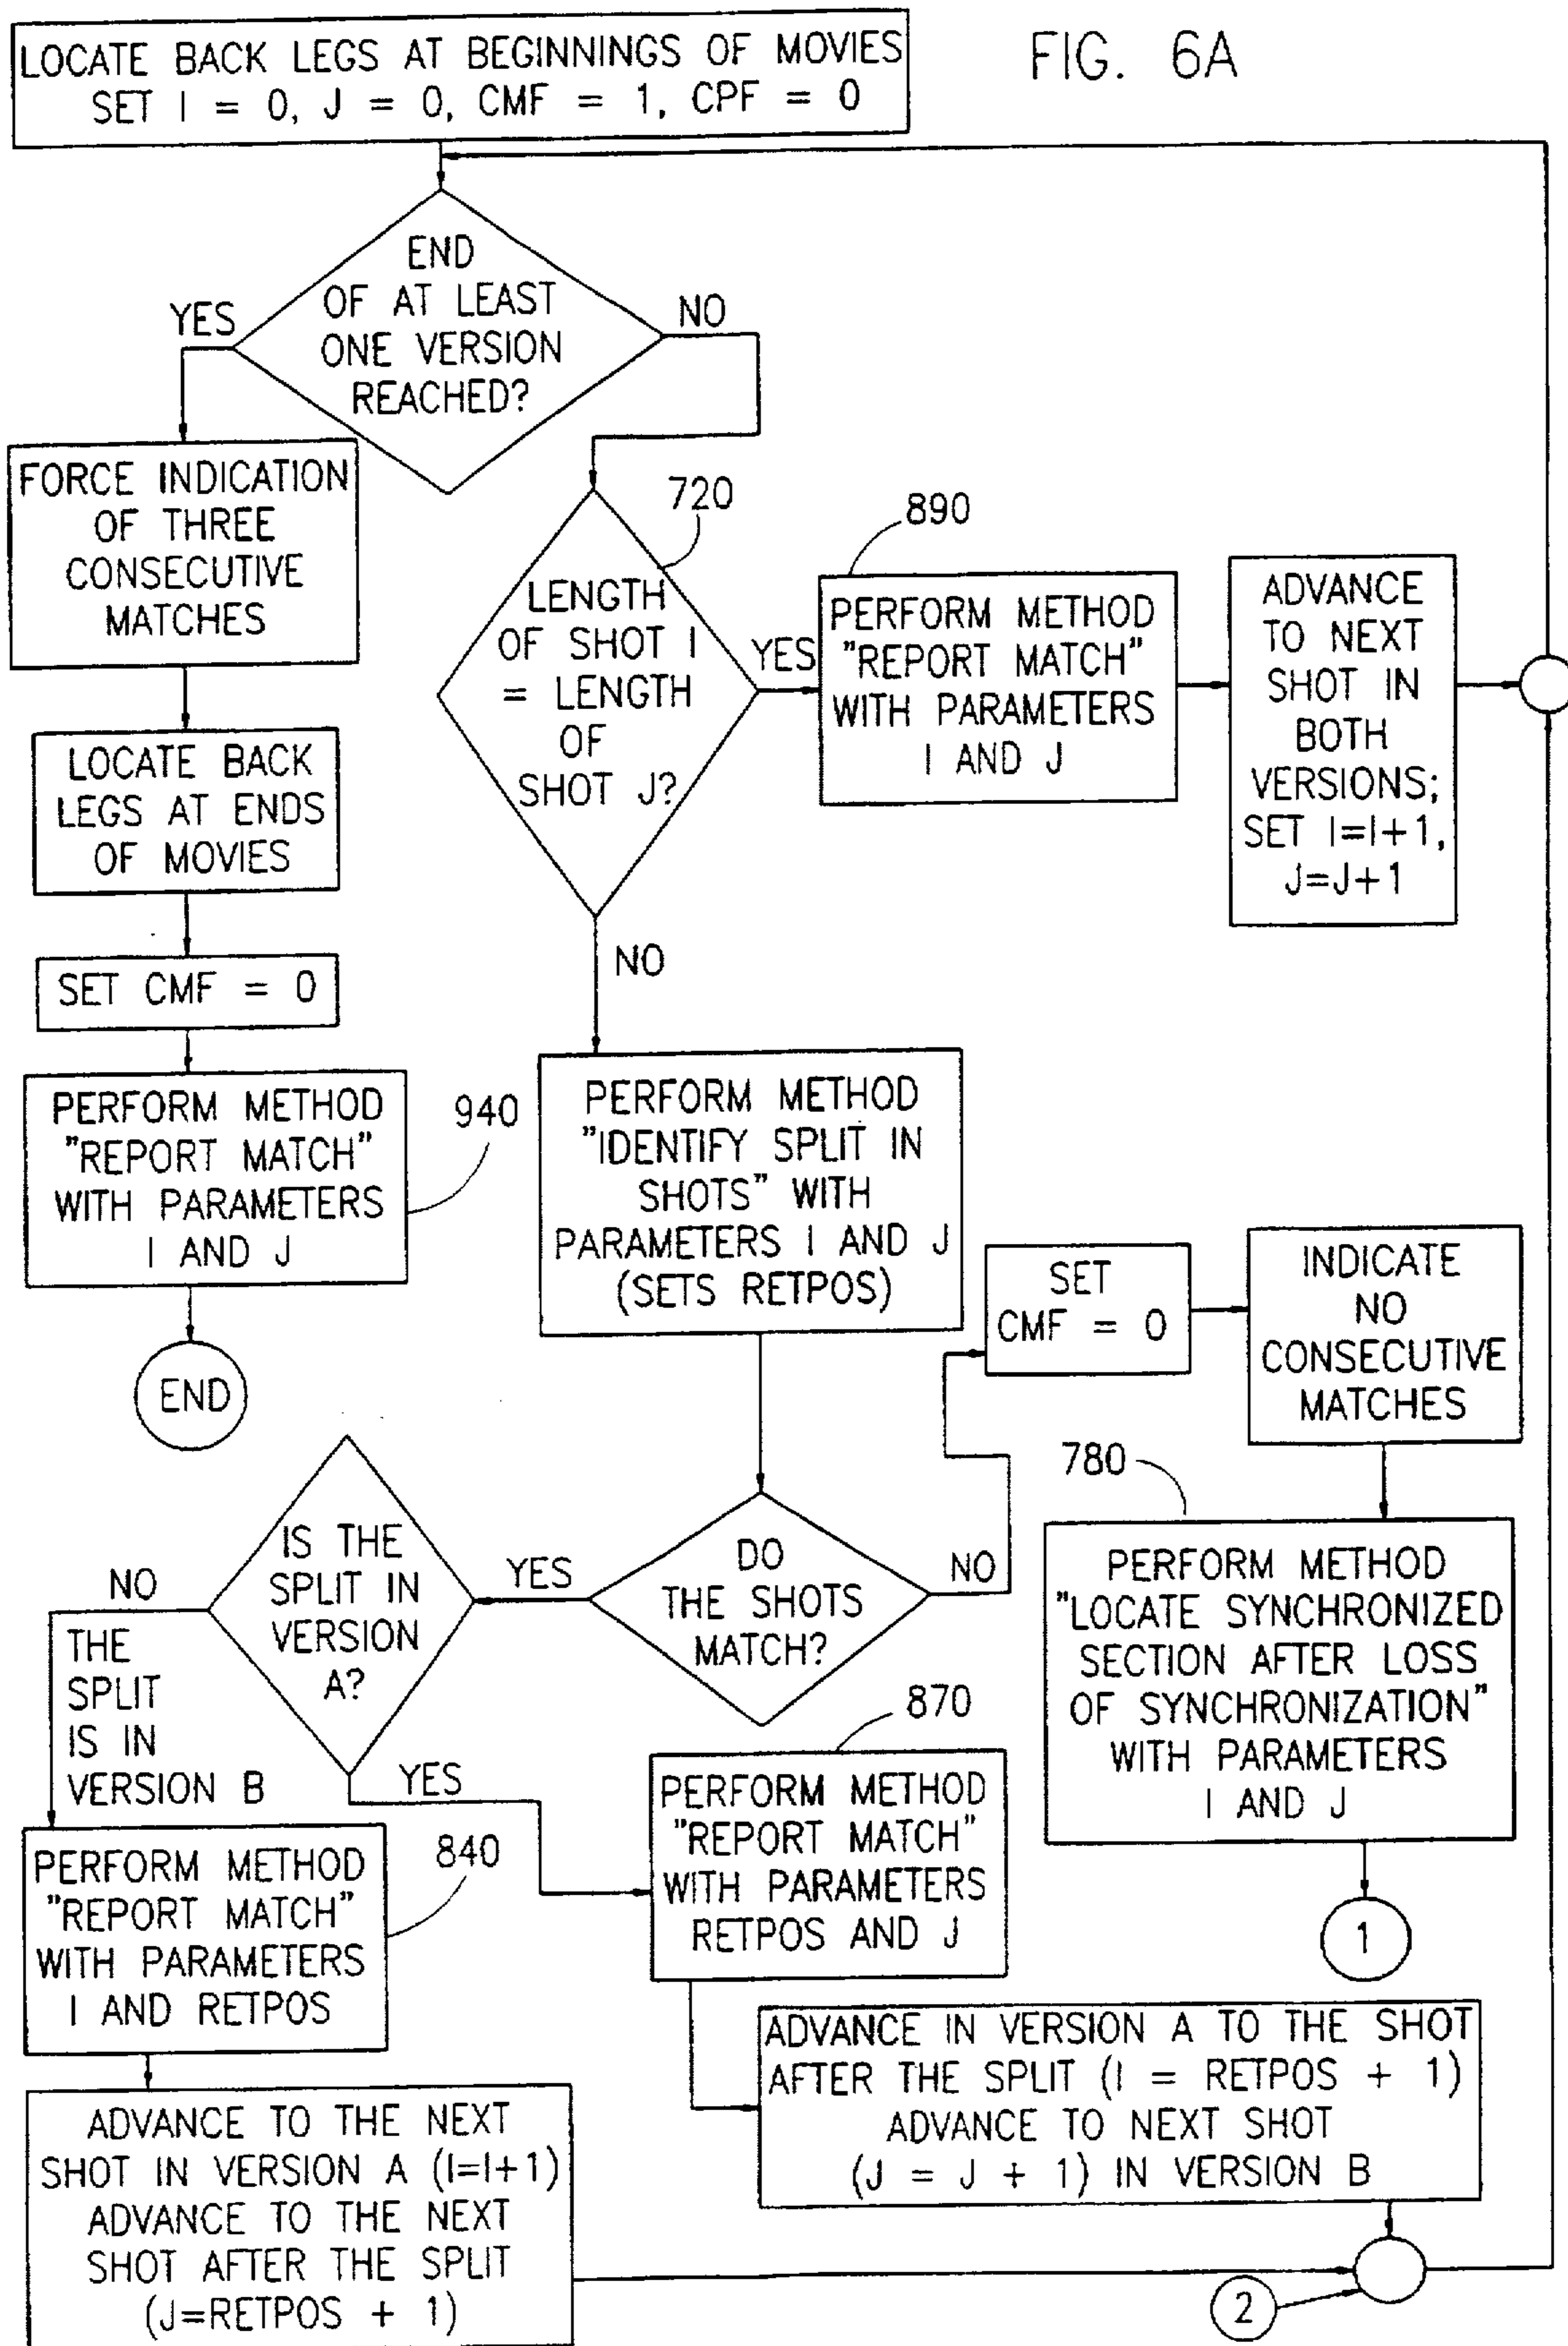 FIG. 6A
LOCATE BACK LEGS AT BEGINNINGS OF MOVIES
SET I = 0, J = 0, CMF = 1, CPF = 0
END
OF AT LEAST
ONE VERSION
REACHED?
YES
NO
FORCE INDICATION
OF THREE
CONSECUTIVE
MATCHES
LOCATE BACK
LEGS AT ENDS
OF MOVIES
SET CMF = 0
PERFORM METHOD
"REPORT MATCH"
WITH PARAMETERS
I AND J
940
END
720
LENGTH
OF SHOT I
= LENGTH
OF
SHOT J?
YES
NO
890
PERFORM METHOD
"REPORT MATCH"
WITH PARAMETERS
I AND J
ADVANCE
TO NEXT
SHOT IN
BOTH
VERSIONS;
SET I=I+1,
J=J+1
PERFORM METHOD
"IDENTIFY SPLIT IN
SHOTS" WITH
PARAMETERS I AND J
(SETS RETPOS)
DO
THE SHOTS
MATCH?
YES
NO
SET
CMF = 0
INDICATE
NO
CONSECUTIVE
MATCHES
780
PERFORM METHOD
"LOCATE SYNCHRONIZED
SECTION AFTER LOSS
OF SYNCHRONIZATION"
WITH PARAMETERS
I AND J
1
IS THE
SPLIT IN
VERSION
A?
NO
THE
SPLIT
IS IN
VERSION B
YES
840
PERFORM METHOD
"REPORT MATCH"
WITH PARAMETERS
I AND RETPOS
870
PERFORM METHOD
"REPORT MATCH"
WITH PARAMETERS
RETPOS AND J
ADVANCE IN VERSION A TO THE SHOT
AFTER THE SPLIT (I = RETPOS + 1)
ADVANCE TO NEXT SHOT
(J = J + 1) IN VERSION B
ADVANCE TO THE NEXT
SHOT IN VERSION A (I=I+1)
ADVANCE TO THE NEXT
SHOT AFTER THE SPLIT
(J=RETPOS + 1)
2